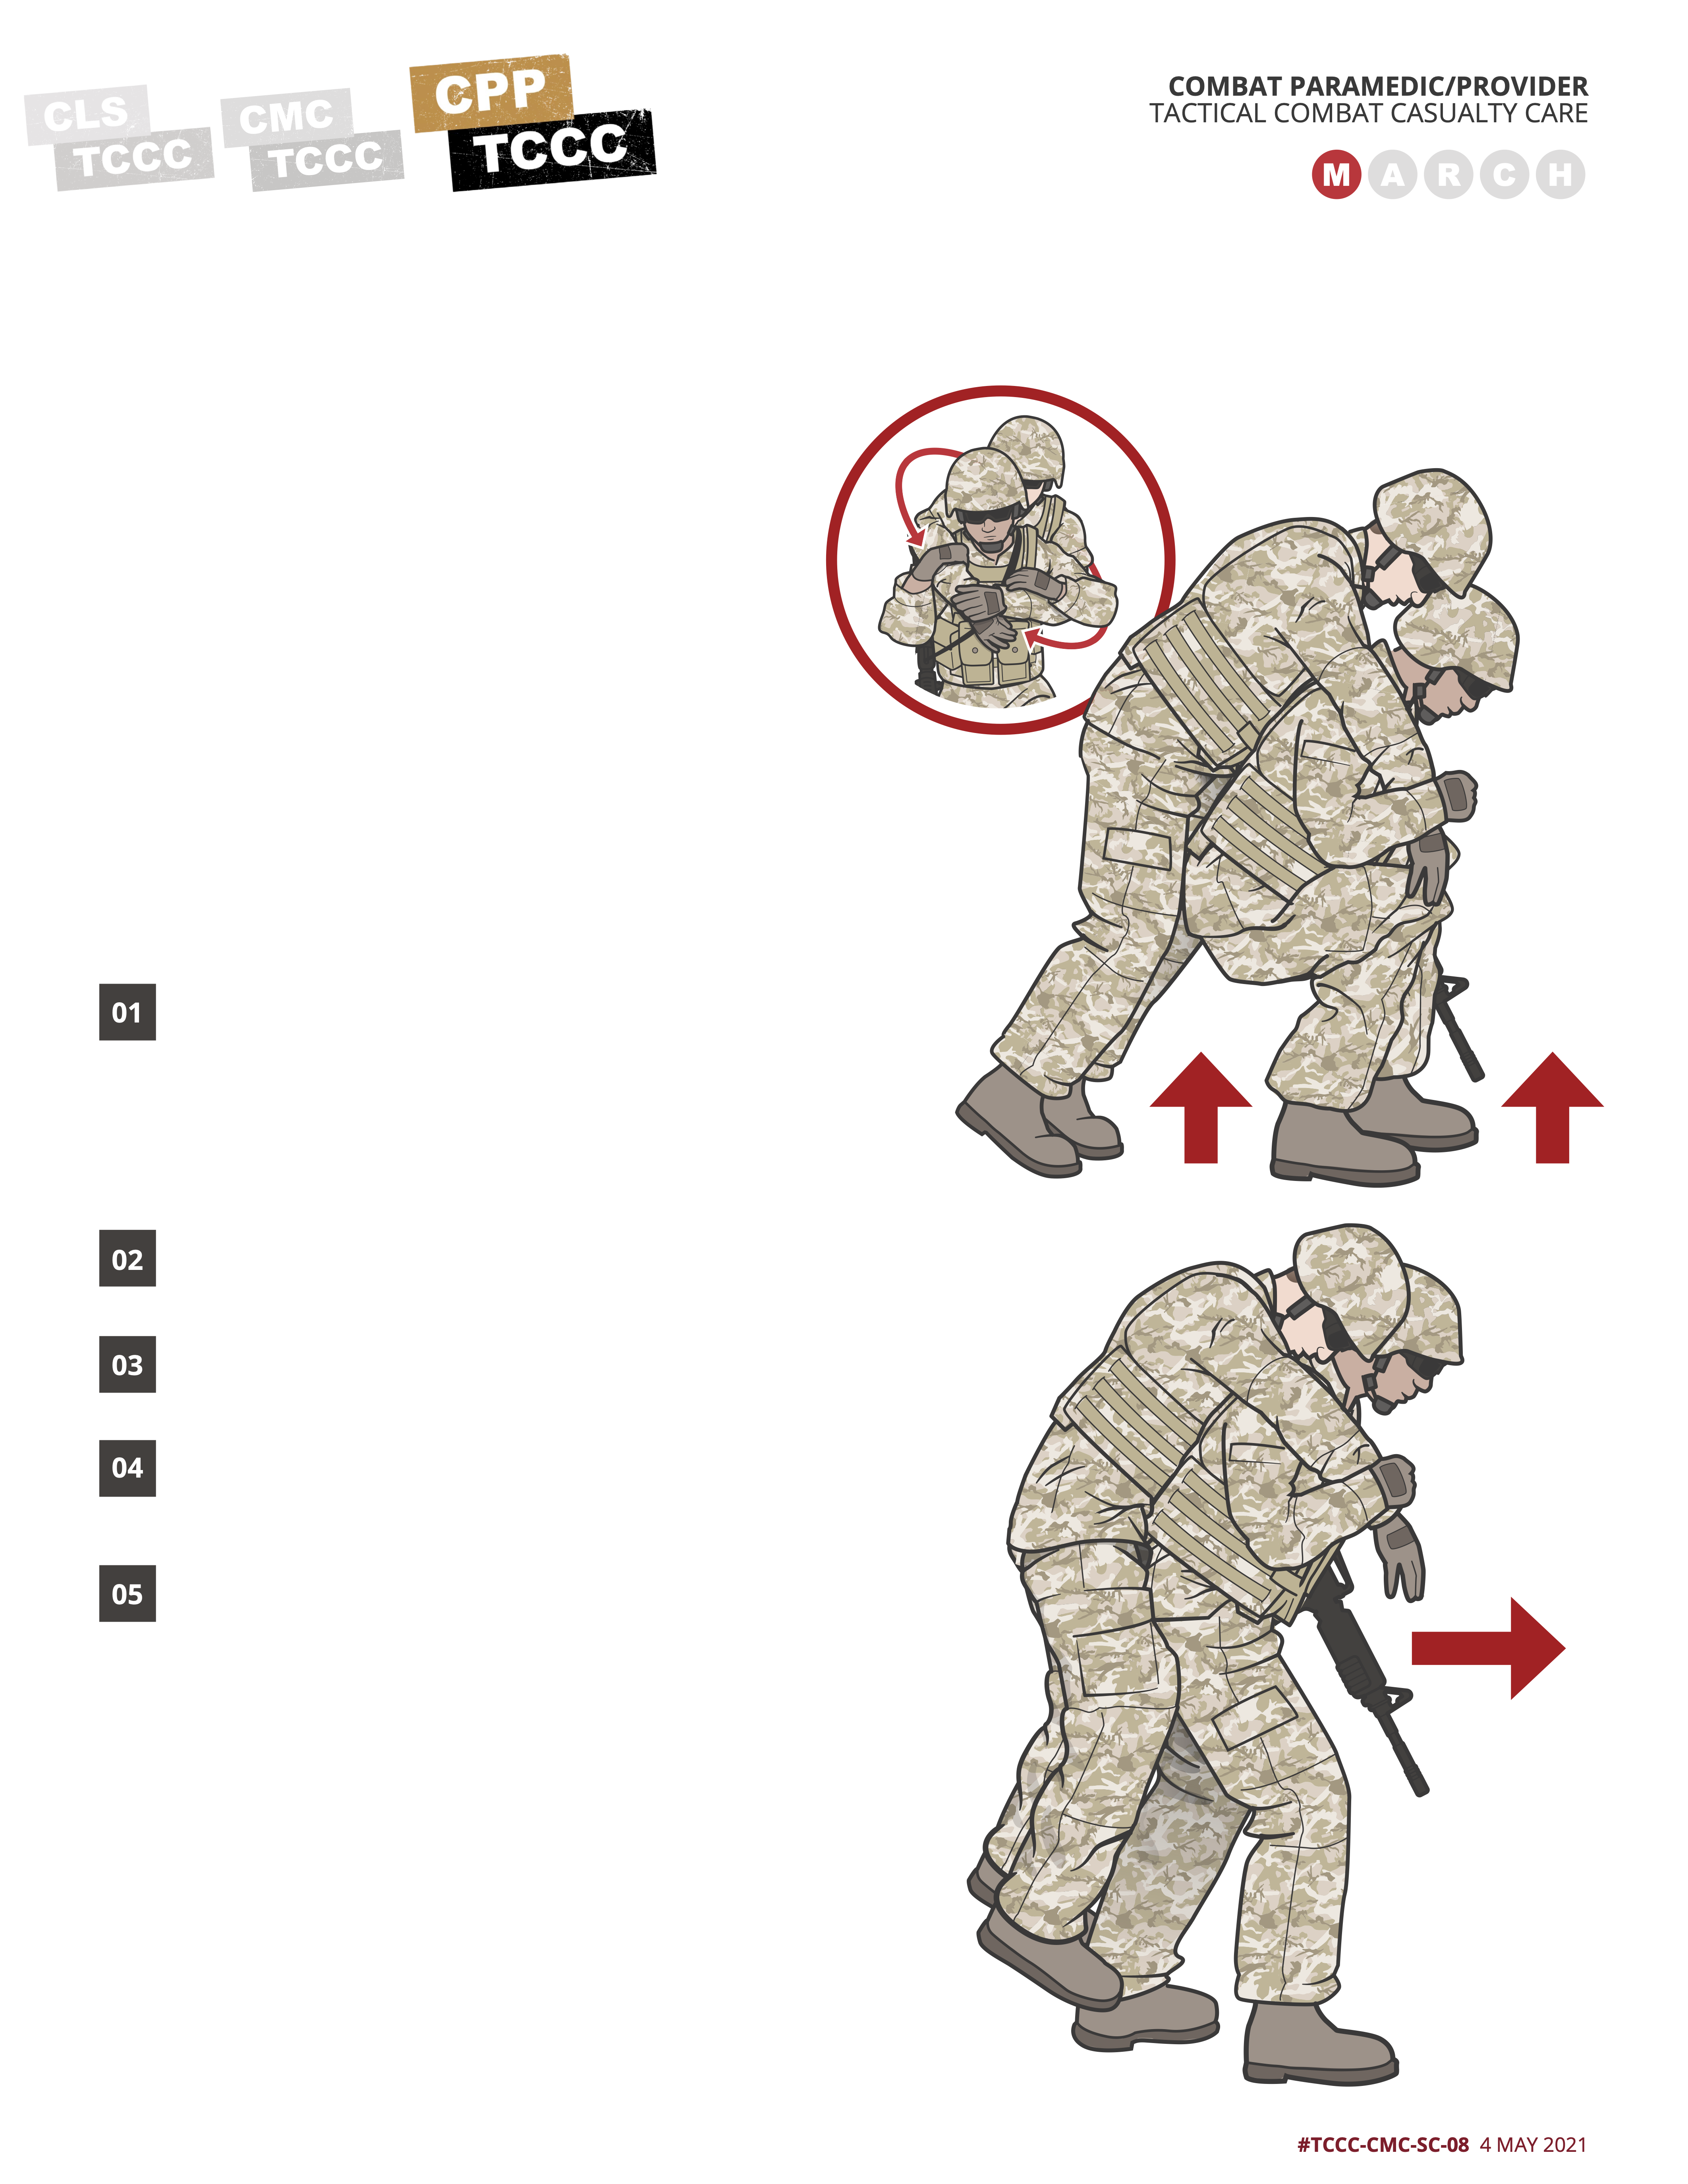 CLS
TCCC
CMC
TCCC
CPP
TCCC
COMBAT PARAMEDIC/PROVIDER
TACTICAL COMBAT CASUALTY CARE
M A R C H
01
02
03
04
05
#TCCC-CMC-SC-08 4 MAY 2021